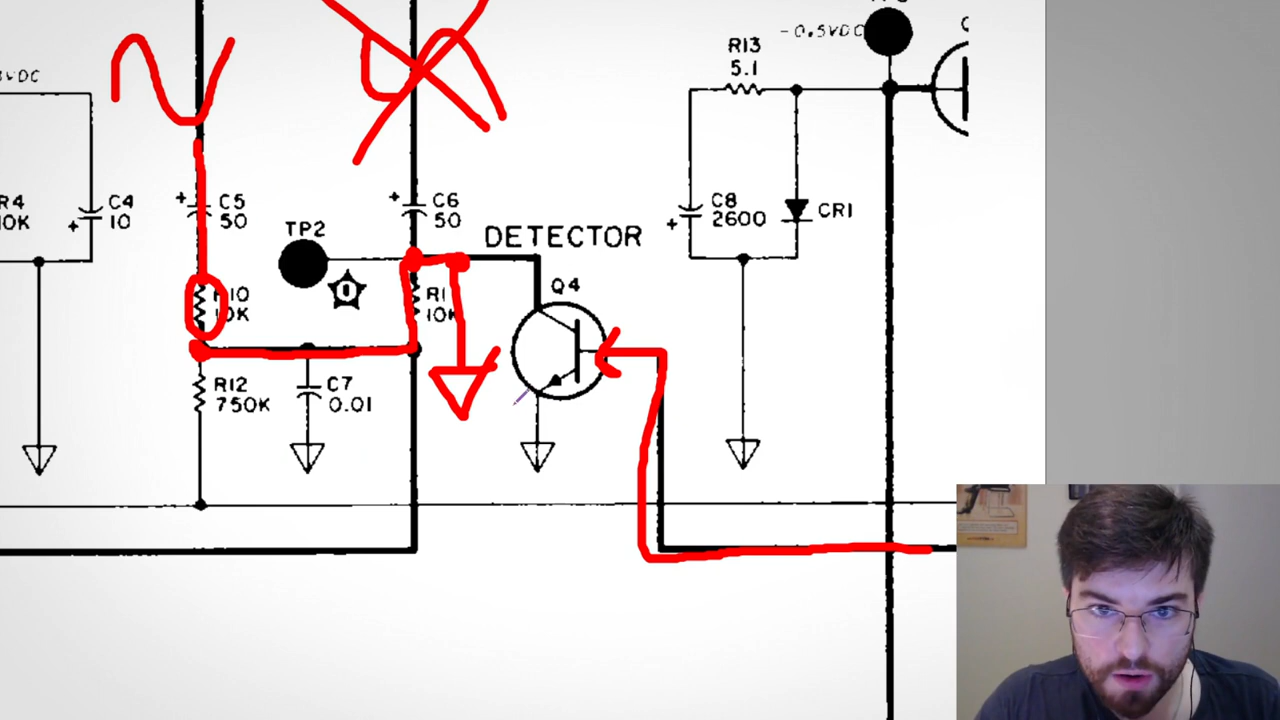 -0.5VDC
R13
5.1
VDC
R4
10K
C4
10
C5
50
C6
50
C8
2600
CR1
TP2
DETECTOR
Q4
R10
10K
R1
10K
R12
750K
C7
0.01